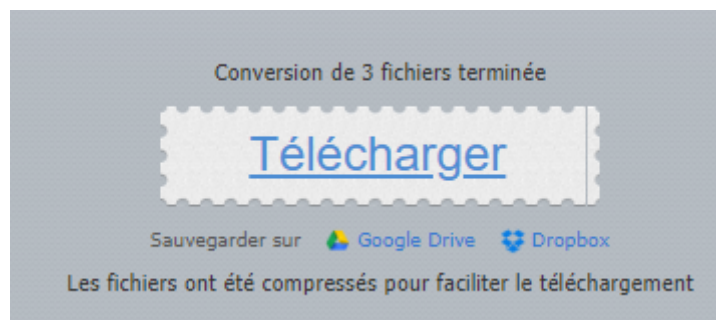 Conversion de 3 fichiers terminée
Télécharger
Sauvegarder sur Google Drive Dropbox
Les fichiers ont été compressés pour faciliter le téléchargement